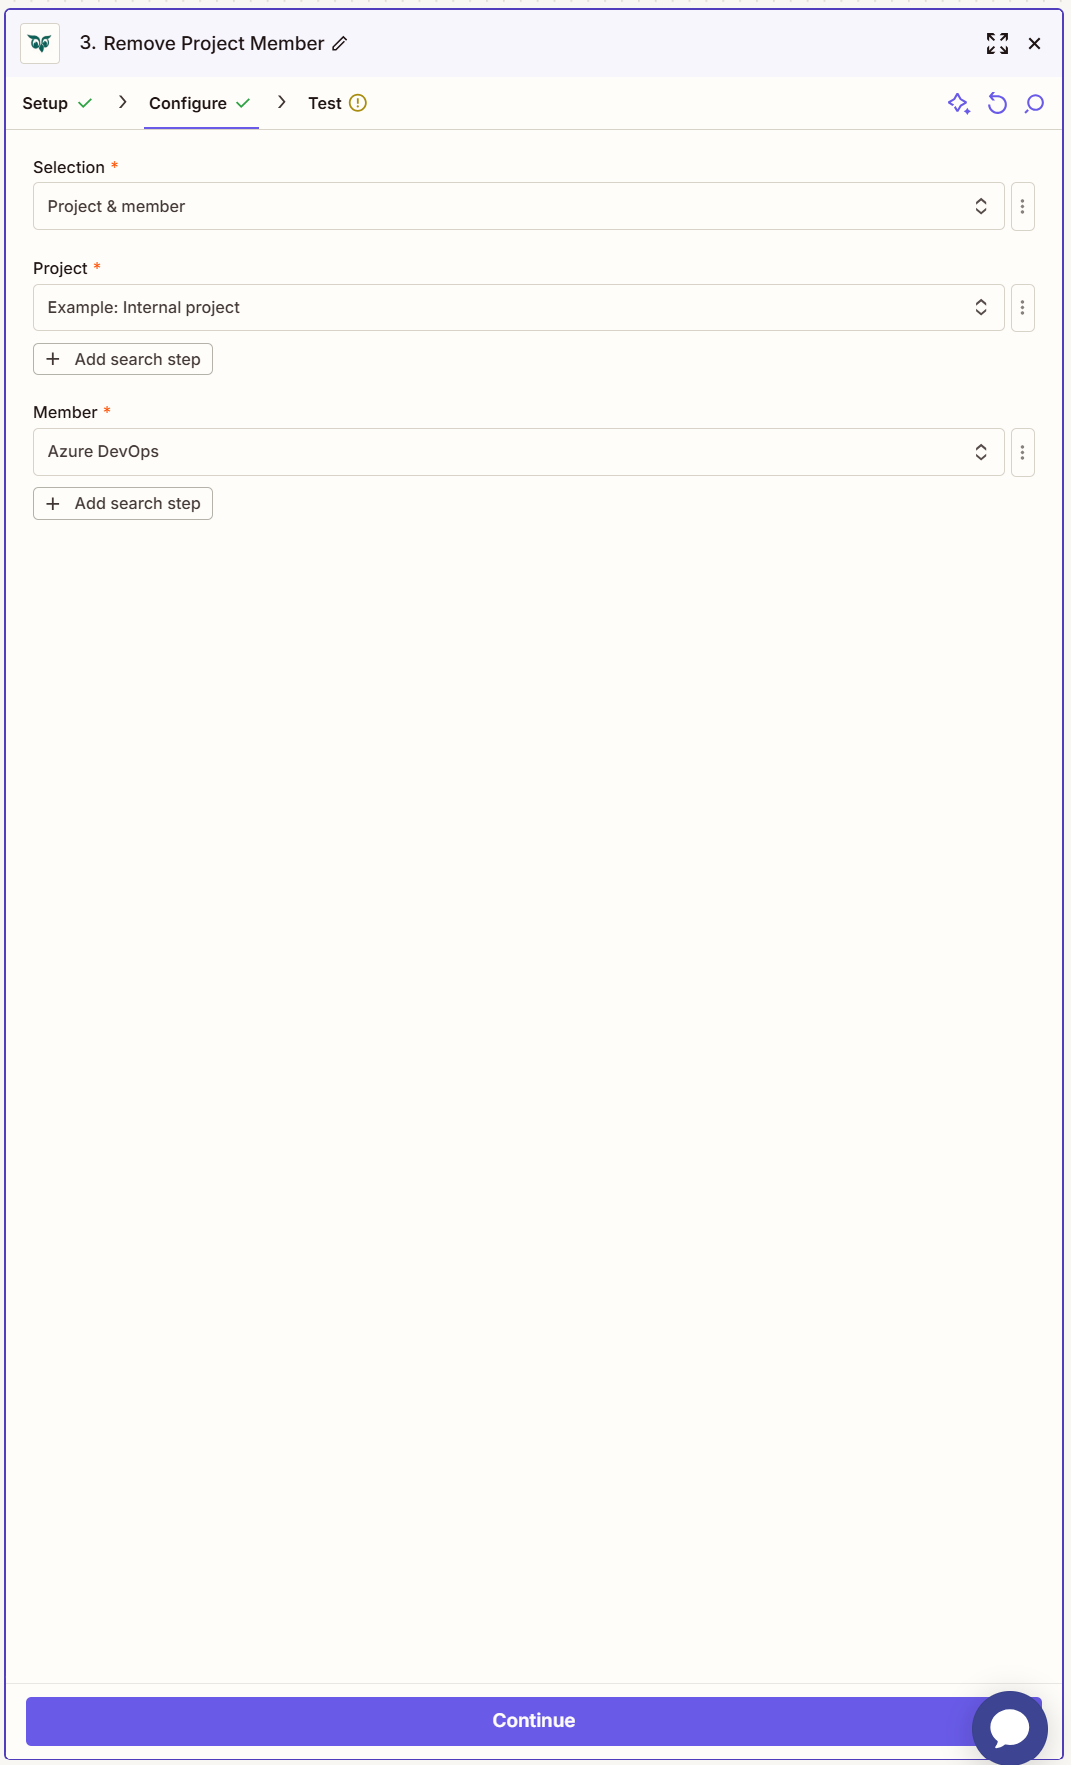 3. Remove Project Member
Setup
Configure
Test
Selection *
Project & member
Project *
Example: Internal project
+ Add search step
Member *
Azure DevOps
+ Add search step
Continue